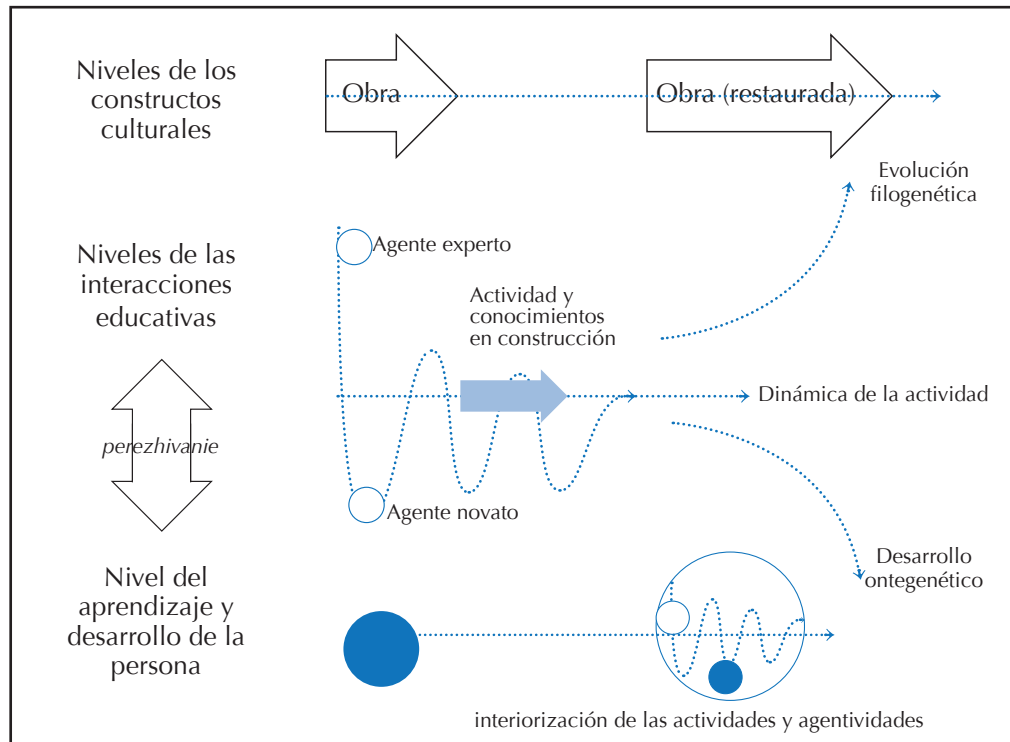 Niveles de los
constructos
culturales
Obra
Obra (restaurada)
Evolución
filogenética
Niveles de las
interacciones
educativas
Agente experto
Actividad y
conocimientos
en construcción
Dinámica de la actividad
perezhivanie
Agente novato
Desarrollo
ontegenético
Nivel del
aprendizaje y
desarrollo de la
persona
interiorización de las actividades y agentividades